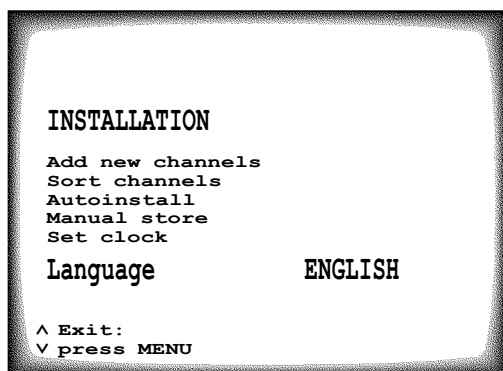 INSTALLATION
Add new channels
Sort channels
Autoinstall
Manual store
Set clock
Language ENGLISH
^ Exit:
v press MENU